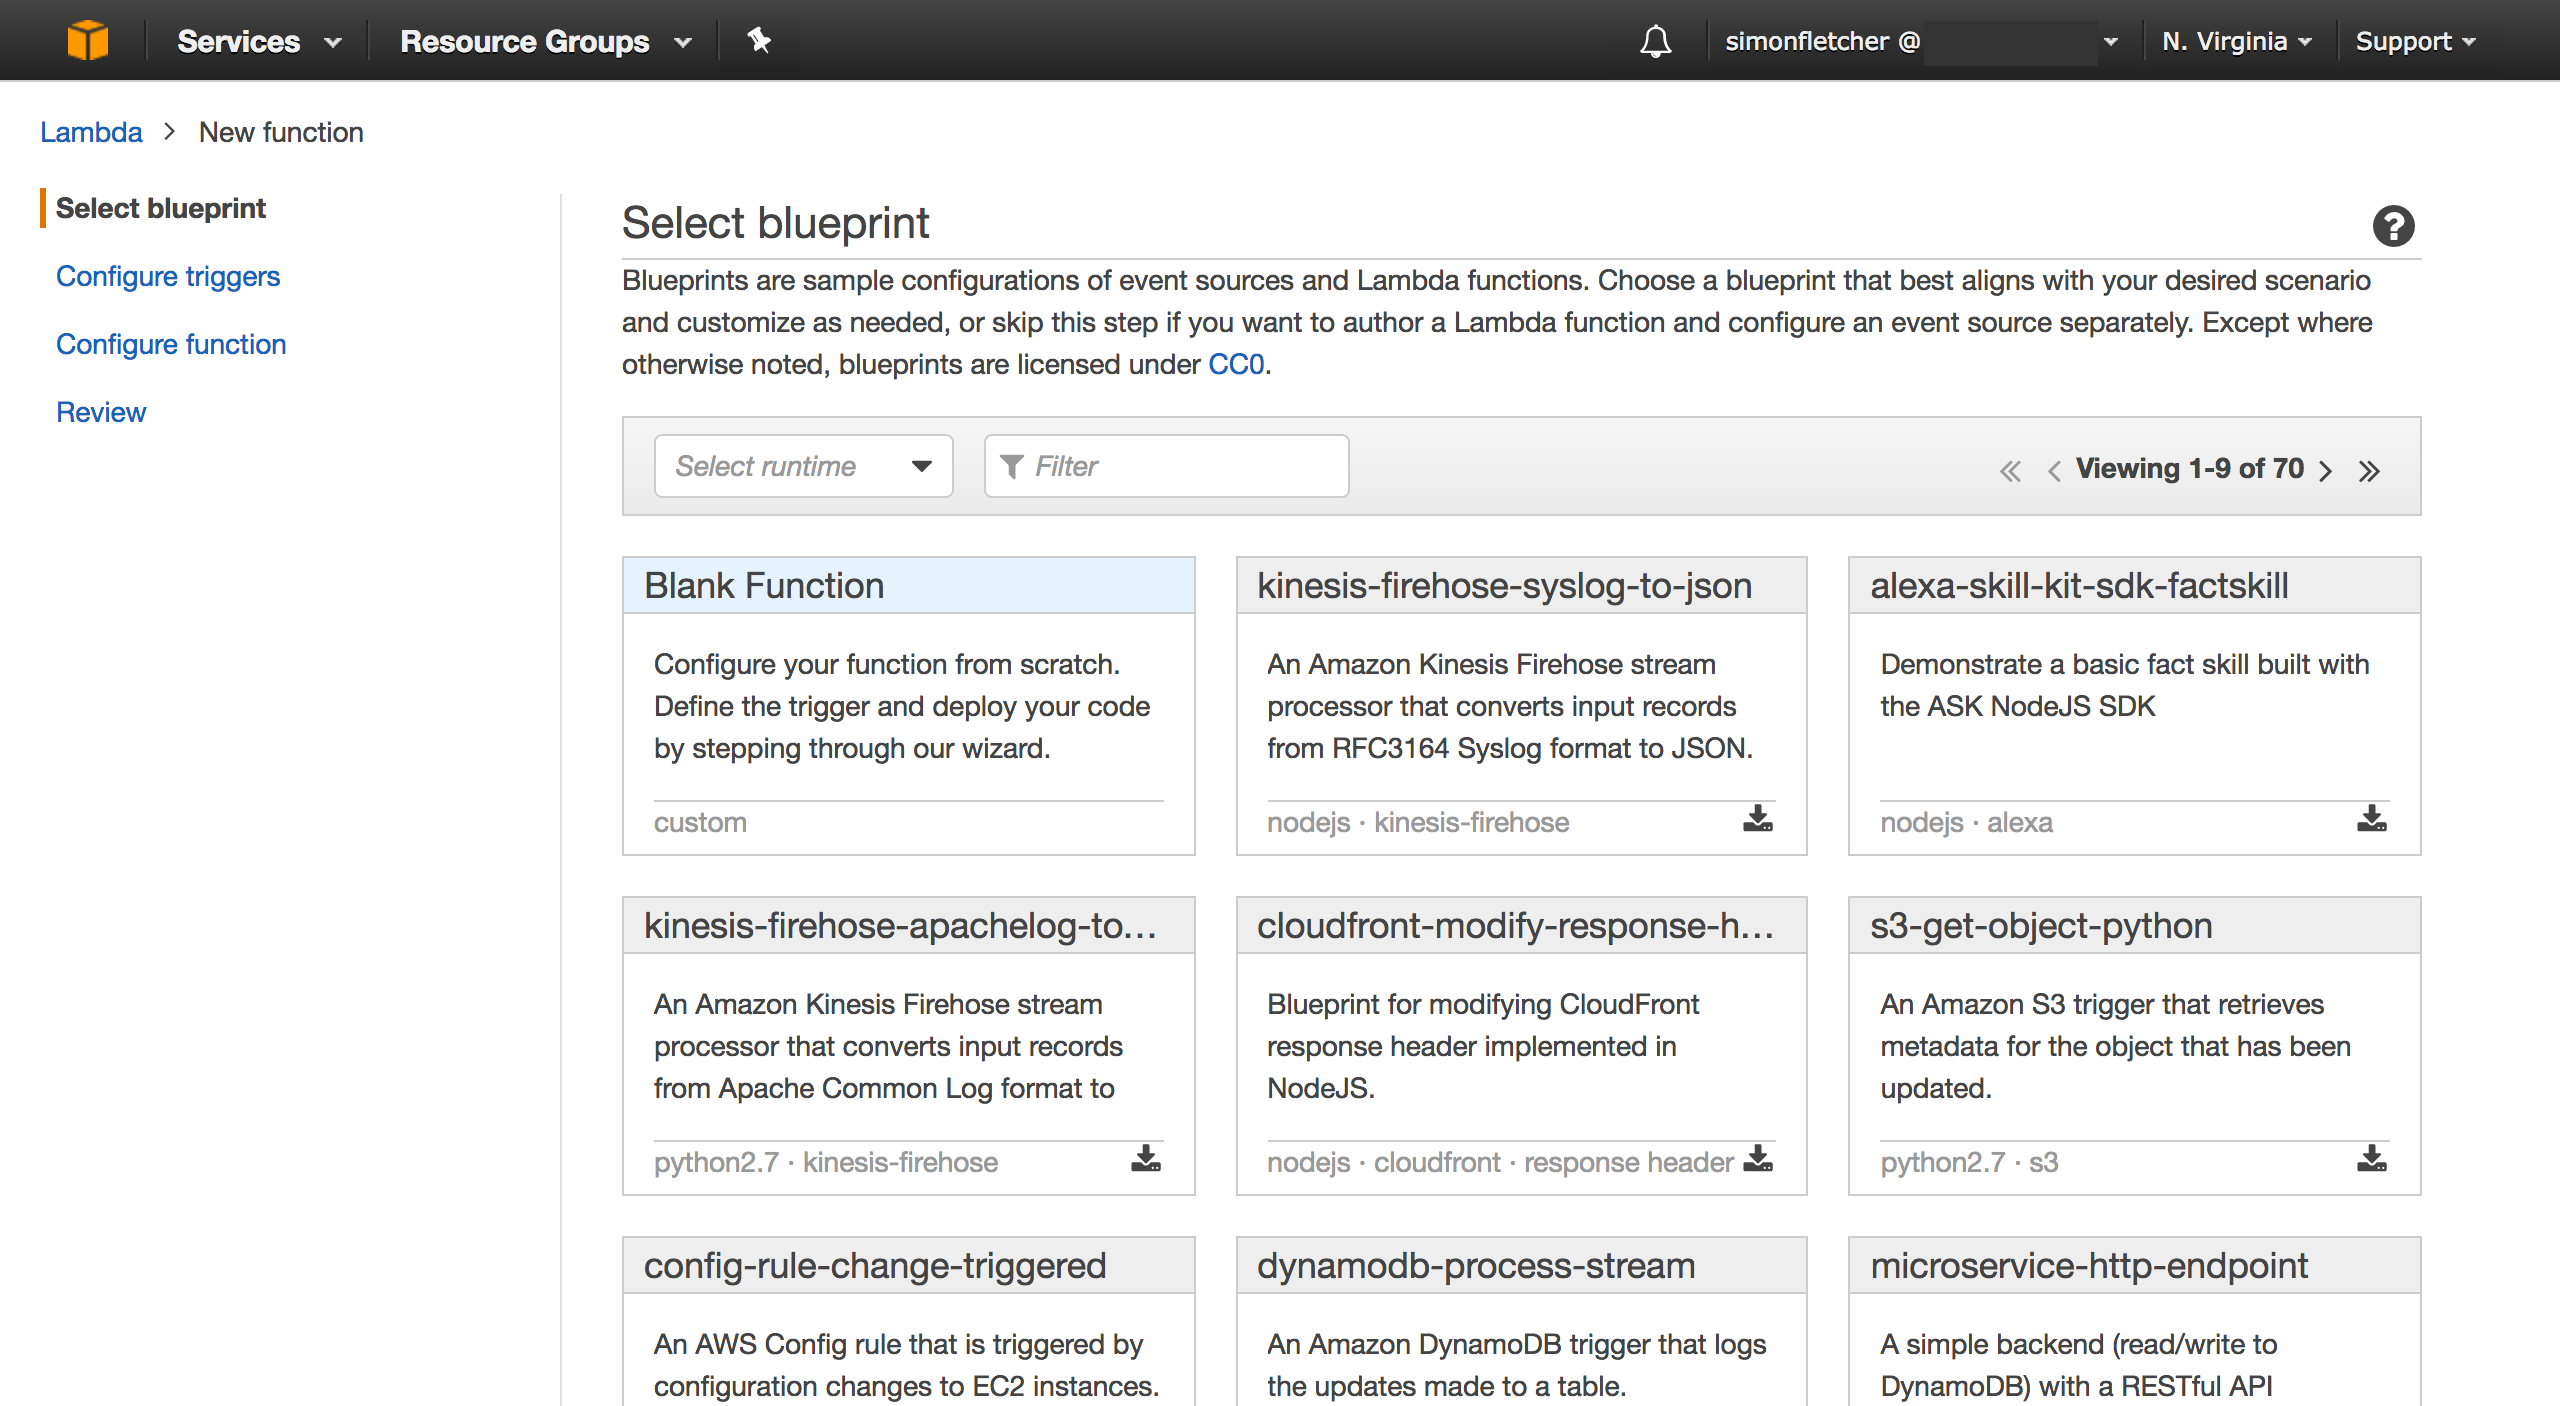 Services
Resource Groups
simonfletcher @
N. Virginia
Support
Lambda > New function
Select blueprint
Configure triggers
Configure function
Review
Select blueprint
Blueprints are sample configurations of event sources and Lambda functions. Choose a blueprint that best aligns with your desired scenario
and customize as needed, or skip this step if you want to author a Lambda function and configure an event source separately. Except where
otherwise noted, blueprints are licensed under CC0.
Select runtime
Filter
« < Viewing 1-9 of 70 > »
Blank Function
Configure your function from scratch.
Define the trigger and deploy your code
by stepping through our wizard.
custom
kinesis-firehose-syslog-to-json
An Amazon Kinesis Firehose stream
processor that converts input records
from RFC3164 Syslog format to JSON.
nodejs · kinesis-firehose
alexa-skill-kit-sdk-factskill
Demonstrate a basic fact skill built with
the ASK NodeJS SDK
nodejs · alexa
kinesis-firehose-apachelog-to...
An Amazon Kinesis Firehose stream
processor that converts input records
from Apache Common Log format to
python2.7 · kinesis-firehose
cloudfront-modify-response-h...
Blueprint for modifying CloudFront
response header implemented in
NodeJS.
nodejs · cloudfront · response header
s3-get-object-python
An Amazon S3 trigger that retrieves
metadata for the object that has been
updated.
python2.7 · s3
config-rule-change-triggered
An AWS Config rule that is triggered by
configuration changes to EC2 instances.
dynamodb-process-stream
An Amazon DynamoDB trigger that logs
the updates made to a table.
microservice-http-endpoint
A simple backend (read/write to
DynamoDB) with a RESTful API